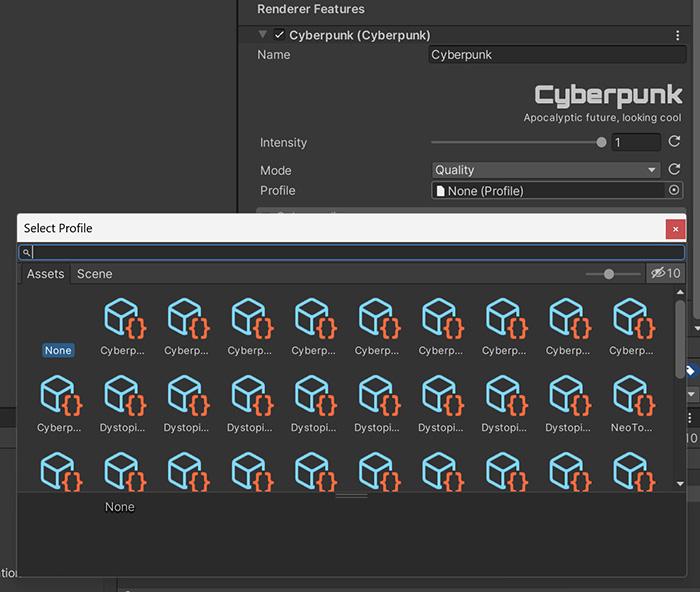 Renderer Features
Cyberpunk (Cyberpunk)
Name Cyberpunk
Cyberpunk
Apocalyptic future, looking cool
Intensity 1
Mode Quality
Profile None (Profile)
Select Profile
Assets Scene 10
None Cyberp... Cyberp... Cyberp... Cyberp... Cyberp... Cyberp... Cyberp... Cyberp... Cyberp...
Cyberp... Dystopi... Dystopi... Dystopi... Dystopi... Dystopi... Dystopi... Dystopi... Dystopi... NeoTo...
None
10